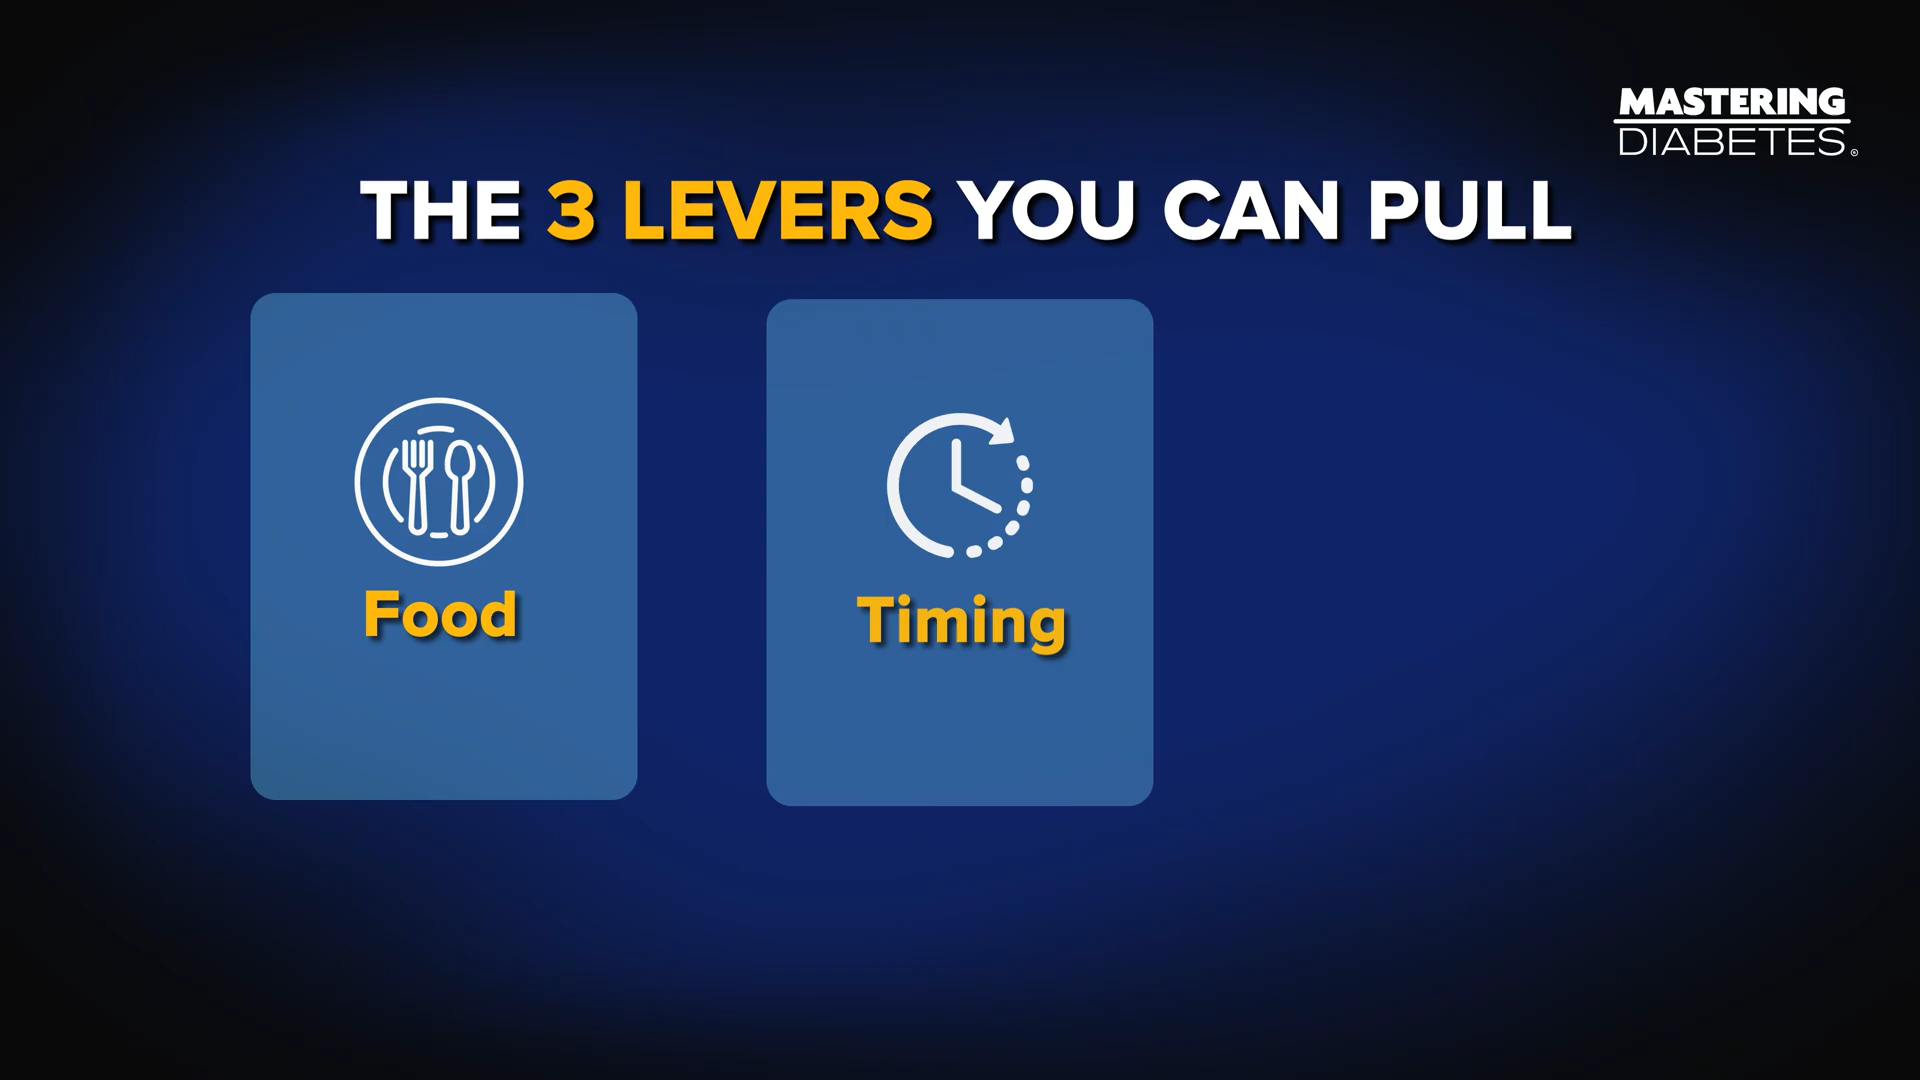 MASTERING
DIABETES®
THE 3 LEVERS YOU CAN PULL
Food
Timing